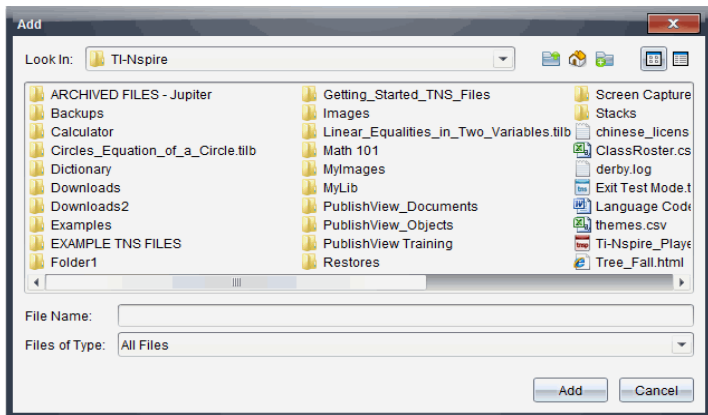 Add
Look In: TI-Nspire
ARCHIVED FILES - Jupiter
Backups
Calculator
Circles_Equation_of_a_Circle.tilb
Dictionary
Downloads
Downloads2
Examples
EXAMPLE TNS FILES
Folder1
Getting_Started_TNS_Files
Images
Linear_Equalities_in_Two_Variables.tilb
Math 101
MyImages
MyLib
PublishView_Documents
PublishView_Objects
PublishView Training
Restores
Screen Capture
Stacks
chinese_licens
ClassRoster.cs
derby.log
Exit Test Mode.t
Language Code
themes.csv
Ti-Nspire_Playe
Tree_Fall.html
File Name:
Files of Type: All Files
Add Cancel